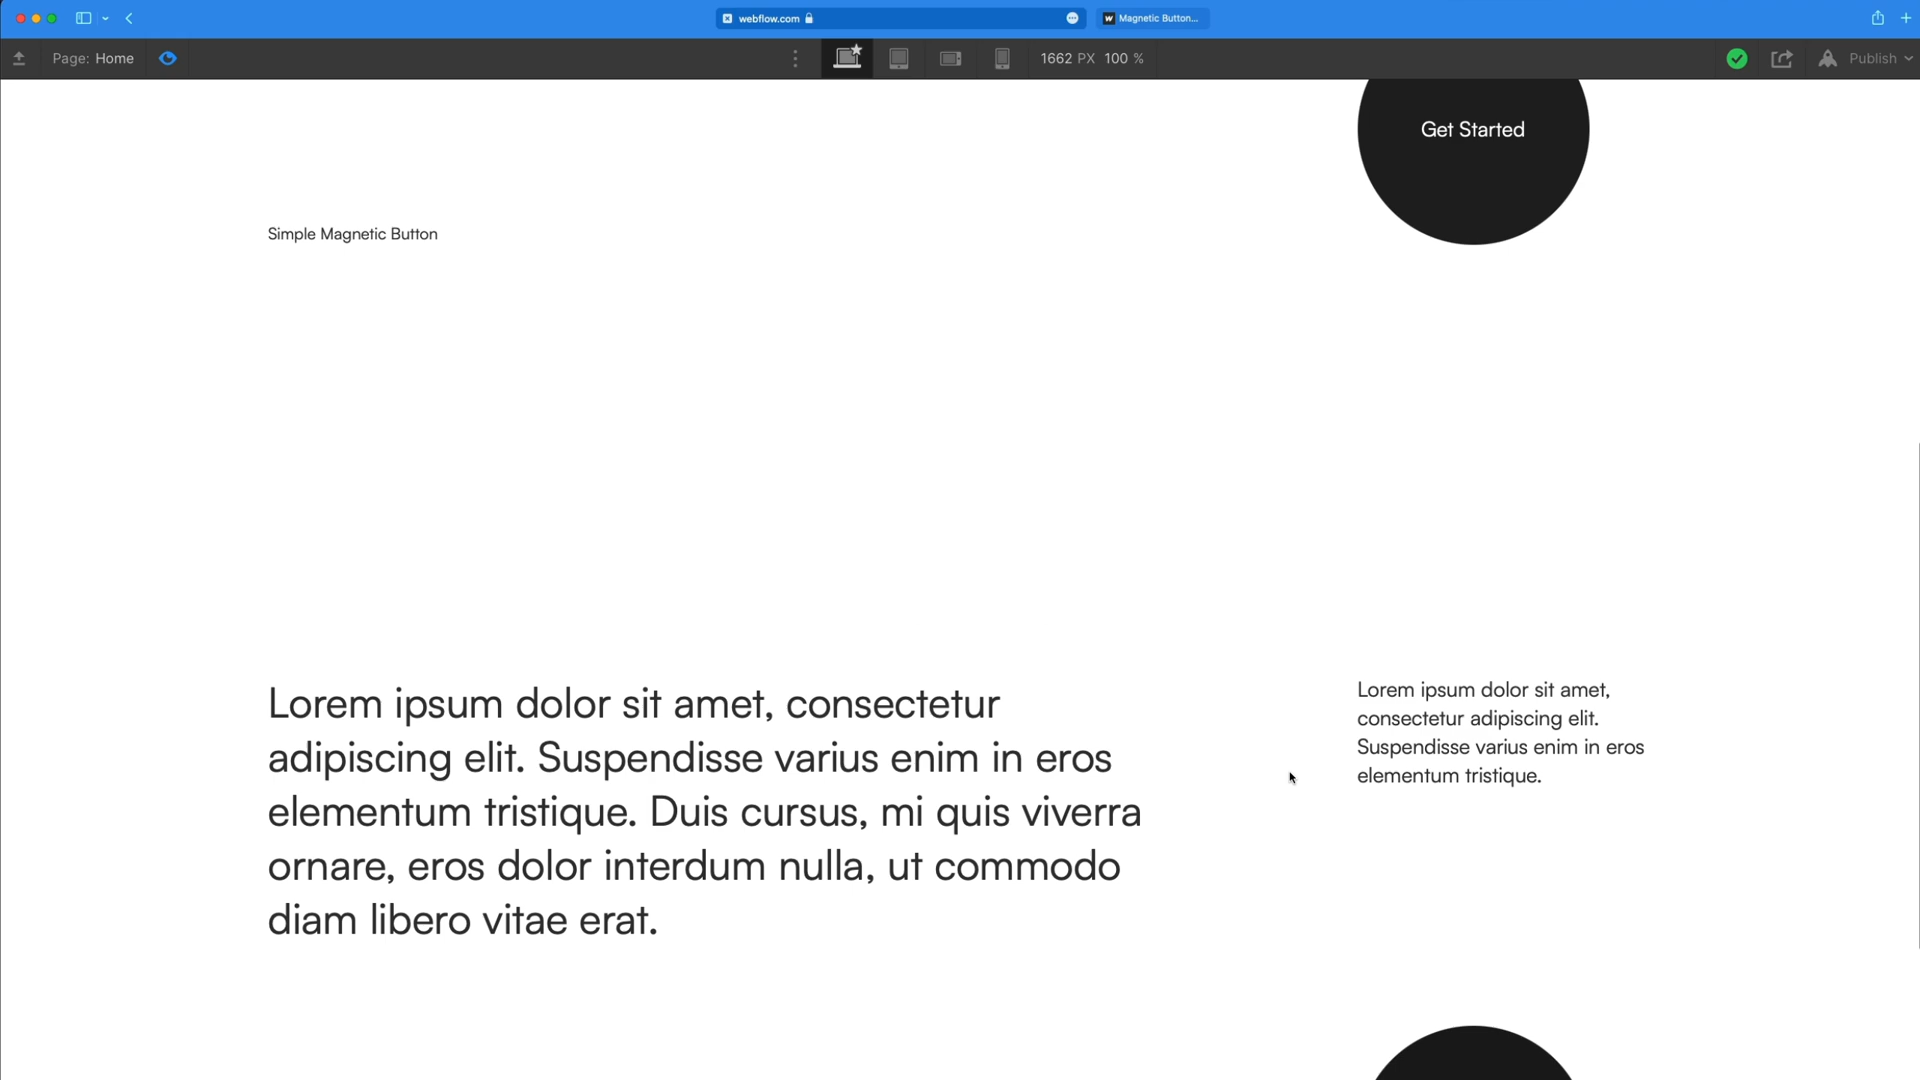 webflow.com
Magnetic Button...
Page: Home
1662 PX 100 %
Publish
Get Started
Simple Magnetic Button
Lorem ipsum dolor sit amet, consectetur
adipiscing elit. Suspendisse varius enim in eros
elementum tristique. Duis cursus, mi quis viverra
ornare, eros dolor interdum nulla, ut commodo
diam libero vitae erat.
Lorem ipsum dolor sit amet,
consectetur adipiscing elit.
Suspendisse varius enim in eros
elementum tristique.